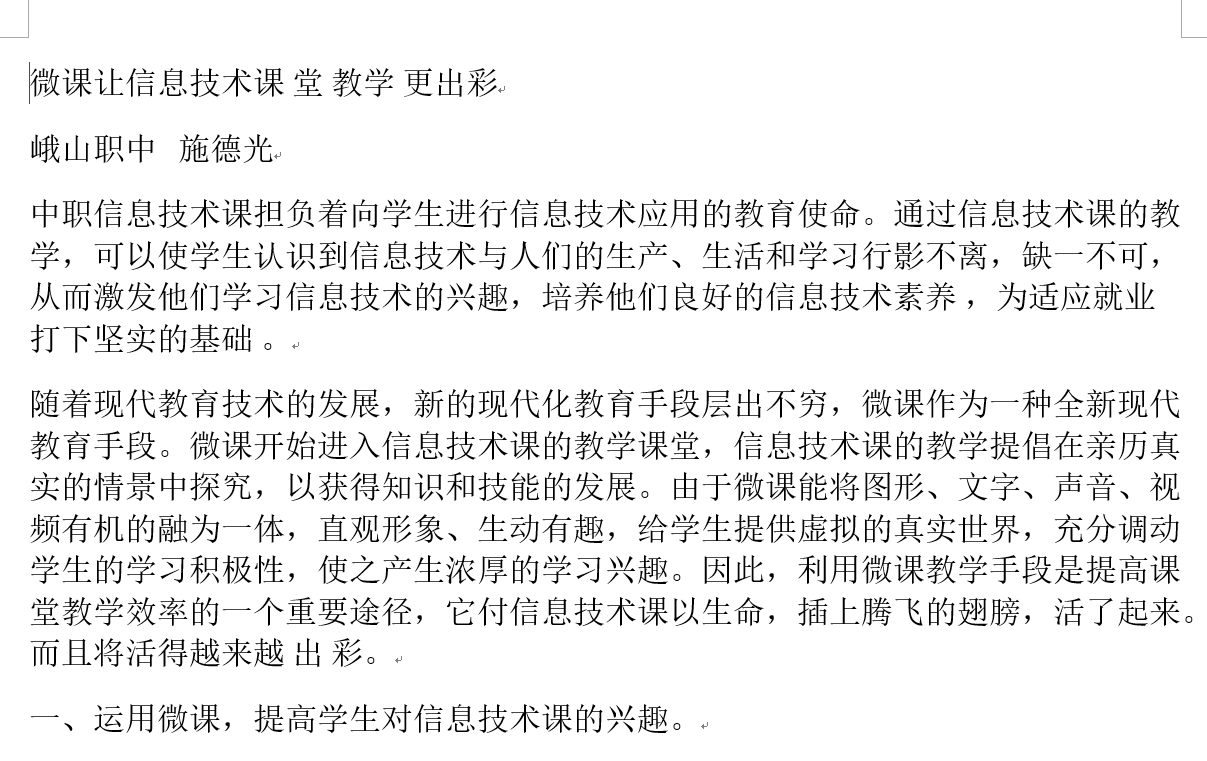 微课让信息技术课 堂 教学 更出彩
峨山职中  施德光
中职信息技术课担负着向学生进行信息技术应用的教育使命。通过信息技术课的教
学，可以使学生认识到信息技术与人们的生产、生活和学习行影不离，缺一不可，
从而激发他们学习信息技术的兴趣，培养他们良好的信息技术素养 ，为适应就业
打下坚实的基础 。
随着现代教育技术的发展，新的现代化教育手段层出不穷，微课作为一种全新现代
教育手段。微课开始进入信息技术课的教学课堂，信息技术课的教学提倡在亲历真
实的情景中探究，以获得知识和技能的发展。由于微课能将图形、文字、声音、视
频有机的融为一体，直观形象、生动有趣，给学生提供虚拟的真实世界，充分调动
学生的学习积极性，使之产生浓厚的学习兴趣。因此，利用微课教学手段是提高课
堂教学效率的一个重要途径，它付信息技术课以生命，插上腾飞的翅膀，活了起来。
而且将活得越来越 出 彩。
一、运用微课，提高学生对信息技术课的兴趣。